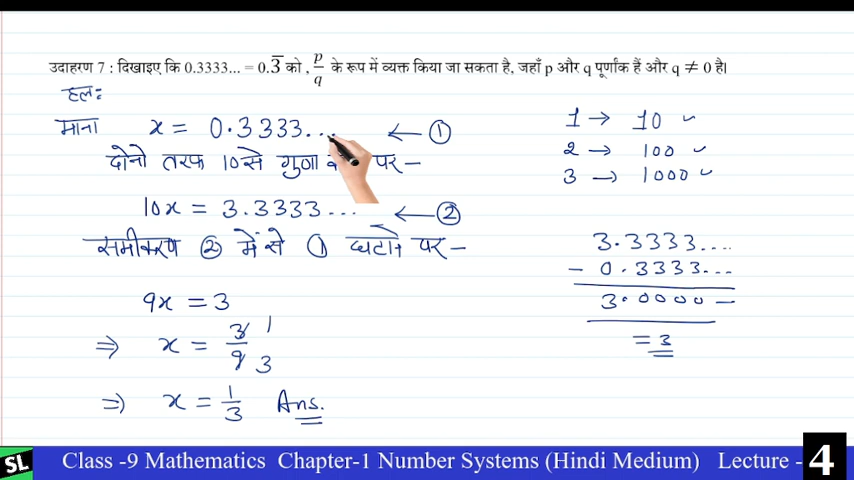 उदाहरण 7 : दिखाइए कि 0.3333... = 0.3̅ को , p/q के रूप में व्यक्त किया जा सकता है, जहाँ p और q पूर्णांक हैं और q ≠ 0 है।
हलः
माना x = 0.3333... ← ①
दोनो तरफ 10 से गुणा पर –
10x = 3.3333... ← ②
समीकरण ② में से ① घटाने पर –
9x = 3
⇒ x = 3/9 1 3
⇒ x = 1/3 Ans.
1 → 10 ✓
2 → 100 ✓
3 → 1000 ✓
3.3333....
– 0.3333...
3.0000 –
= 3
SL Class -9 Mathematics Chapter-1 Number Systems (Hindi Medium) Lecture - 4